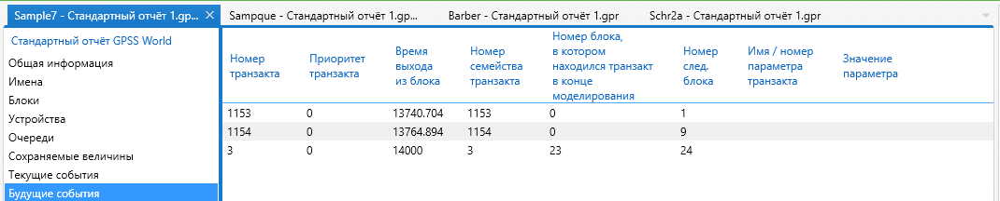 Sample7 - Стандартный отчёт 1.gp... × Sampque - Стандартный отчёт 1.gp... Barber - Стандартный отчёт 1.gpr Schr2a - Стандартный отчёт 1.gpr
Стандартный отчёт GPSS World
Общая информация
Имена
Блоки
Устройства
Очереди
Сохраняемые величины
Текущие события
Будущие события
Номер
транзакта
Приоритет
транзакта
Время
выхода
из блока
Номер
семейства
транзакта
Номер блока,
в котором
находился транзакт
в конце
моделирования
Номер
след.
блока
Имя / номер
параметра
транзакта
Значение
параметра
1153 0 13740.704 1153 0 1
1154 0 13764.894 1154 0 9
3 0 14000 3 23 24